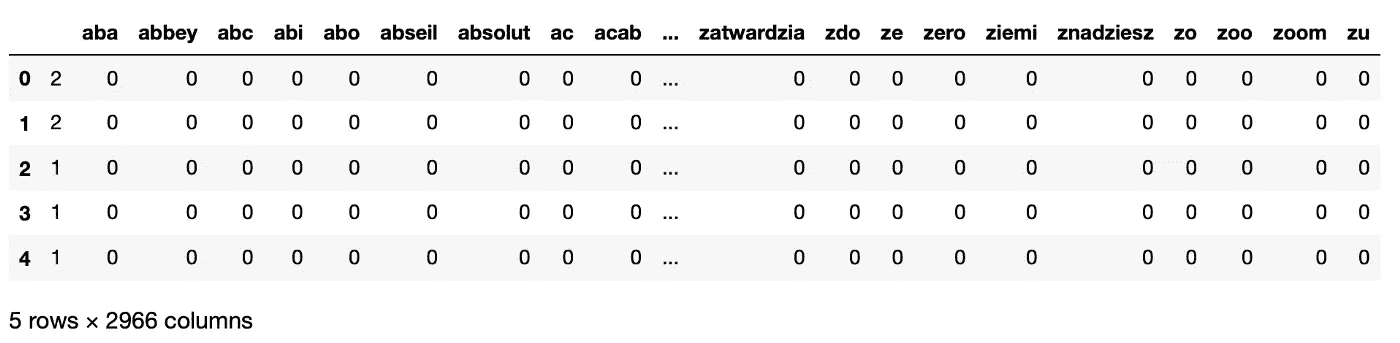 aba abbey abc abi abo abseil absolut ac acab ... zatwardzia zdo ze zero ziemi znadziesz zo zoo zoom zu
0 2 0 0 0 0 0 0 0 0 0 ... 0 0 0 0 0 0 0 0 0 0
1 2 0 0 0 0 0 0 0 0 0 ... 0 0 0 0 0 0 0 0 0 0
2 1 0 0 0 0 0 0 0 0 0 ... 0 0 0 0 0 0 0 0 0 0
3 1 0 0 0 0 0 0 0 0 0 ... 0 0 0 0 0 0 0 0 0 0
4 1 0 0 0 0 0 0 0 0 0 ... 0 0 0 0 0 0 0 0 0 0
5 rows × 2966 columns